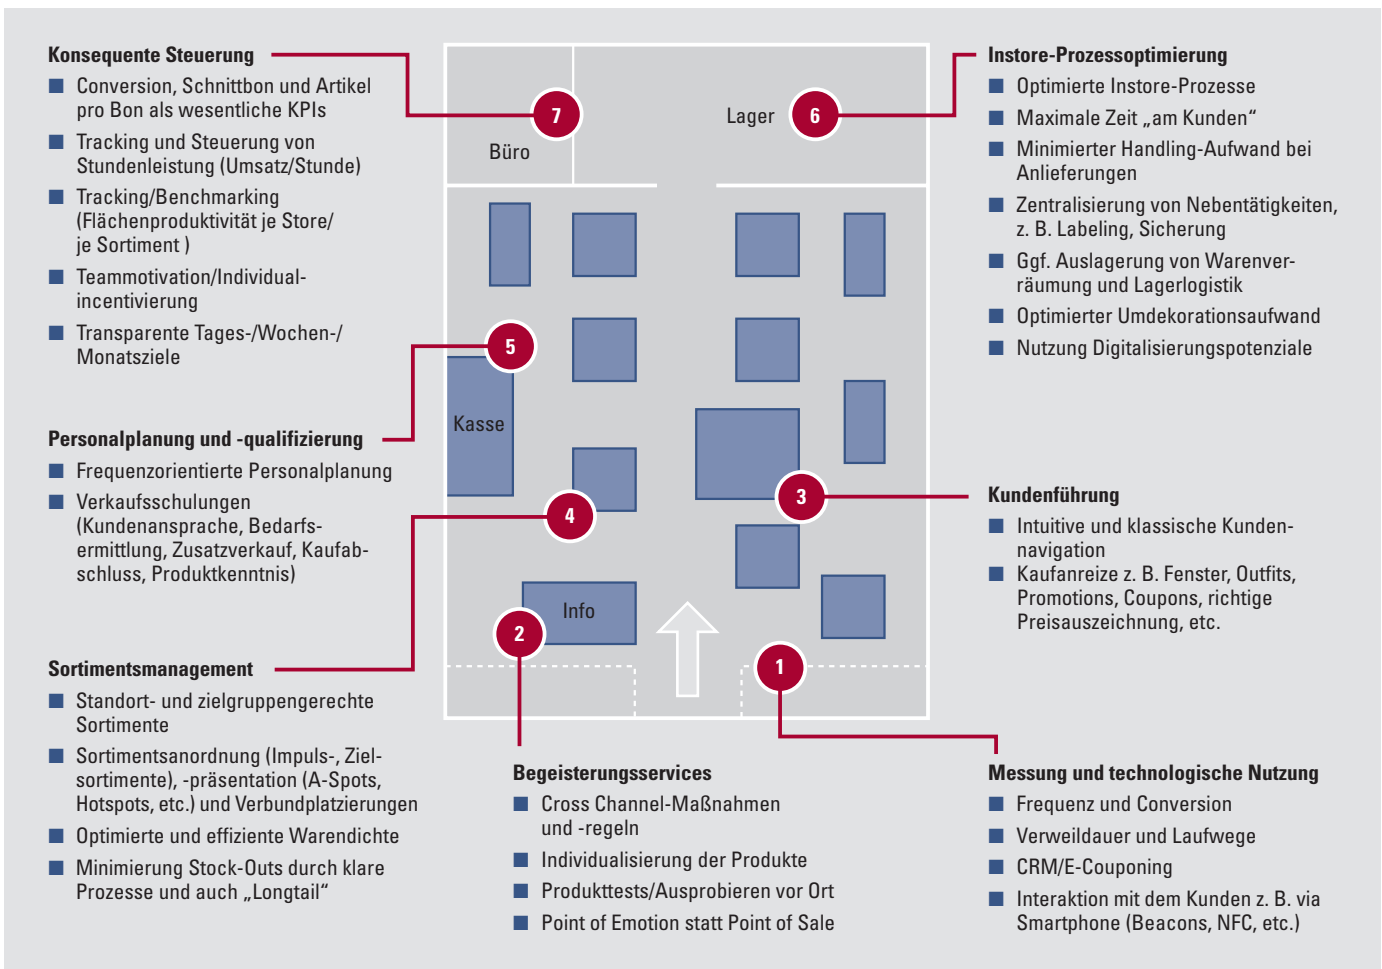 Konsequente Steuerung
Conversion, Schnittbon und Artikel
pro Bon als wesentliche KPIs
Tracking und Steuerung von
Stundenleistung (Umsatz/Stunde)
Tracking/Benchmarking
(Flächenproduktivität je Store/
je Sortiment )
Teammotivation/Individual-
incentivierung
Transparente Tages-/Wochen-/
Monatsziele
Personalplanung und -qualifizierung
Frequenzorientierte Personalplanung
Verkaufsschulungen
(Kundenansprache, Bedarfs-
ermittlung, Zusatzverkauf, Kaufab-
schluss, Produktkenntnis)
Sortimentsmanagement
Standort- und zielgruppengerechte
Sortimente
Sortimentsanordnung (Impuls-, Ziel-
sortimente), -präsentation (A-Spots,
Hotspots, etc.) und Verbundplatzierungen
Optimierte und effiziente Warendichte
Minimierung Stock-Outs durch klare
Prozesse und auch „Longtail“
7
Büro
Lager
6
5
Kasse
4
3
Info
2
1
Begeisterungsservices
Cross Channel-Maßnahmen
und -regeln
Individualisierung der Produkte
Produkttests/Ausprobieren vor Ort
Point of Emotion statt Point of Sale
Instore-Prozessoptimierung
Optimierte Instore-Prozesse
Maximale Zeit „am Kunden“
Minimierter Handling-Aufwand bei
Anlieferungen
Zentralisierung von Nebentätigkeiten,
z. B. Labeling, Sicherung
Ggf. Auslagerung von Warenver-
räumung und Lagerlogistik
Optimierter Umdekorationsaufwand
Nutzung Digitalisierungspotenziale
Kundenführung
Intuitive und klassische Kunden-
navigation
Kaufanreize z. B. Fenster, Outfits,
Promotions, Coupons, richtige
Preisauszeichnung, etc.
Messung und technologische Nutzung
Frequenz und Conversion
Verweildauer und Laufwege
CRM/E-Couponing
Interaktion mit dem Kunden z. B. via
Smartphone (Beacons, NFC, etc.)